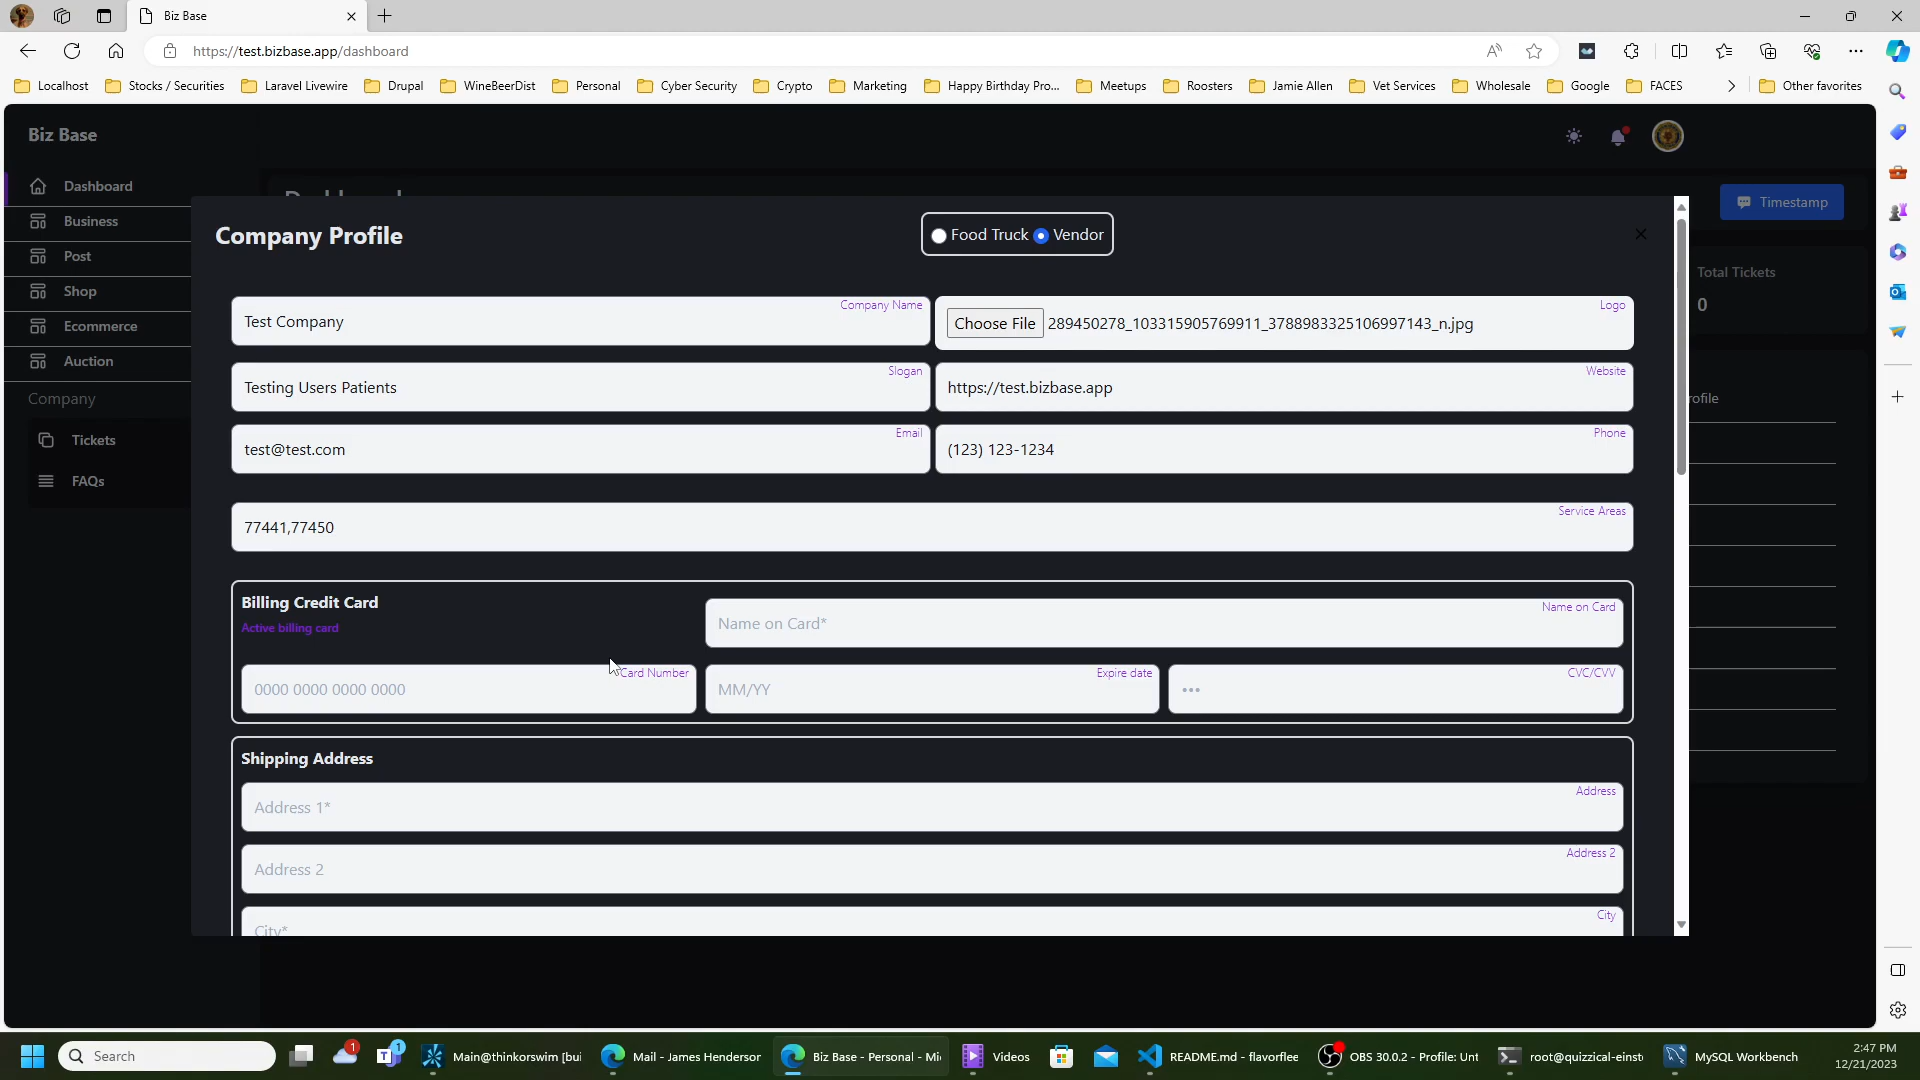 Biz Base
https://test.bizbase.app/dashboard
Localhost
Stocks / Securities
Laravel Livewire
Drupal
WineBeerDist
Personal
Cyber Security
Crypto
Marketing
Happy Birthday Pro...
Meetups
Roosters
Jamie Allen
Vet Services
Wholesale
Google
FACES
Other favorites
Biz Base
Dashboard
Business
Post
Shop
Ecommerce
Auction
Company
Tickets
FAQs
Timestamp
Total Tickets
0
rofile
Company Profile
Food Truck
Vendor
Company Name
Test Company
Logo
Choose File 289450278_103315905769911_3788983325106997143_n.jpg
Slogan
Testing Users Patients
Website
https://test.bizbase.app
Email
test@test.com
Phone
(123) 123-1234
Service Areas
77441,77450
Billing Credit Card
Active billing card
Name on Card
Name on Card*
Card Number
0000 0000 0000 0000
Expire date
MM/YY
CVC/CVV
•••
Shipping Address
Address
Address 1*
Address 2
Address 2
City
City*
Search
1
1
Main@thinkorswim [bui
Mail - James Henderson
Biz Base - Personal - Mi
Videos
README.md - flavorflee
OBS 30.0.2 - Profile: Unt
root@quizzical-einst
MySQL Workbench
2:47 PM
12/21/2023